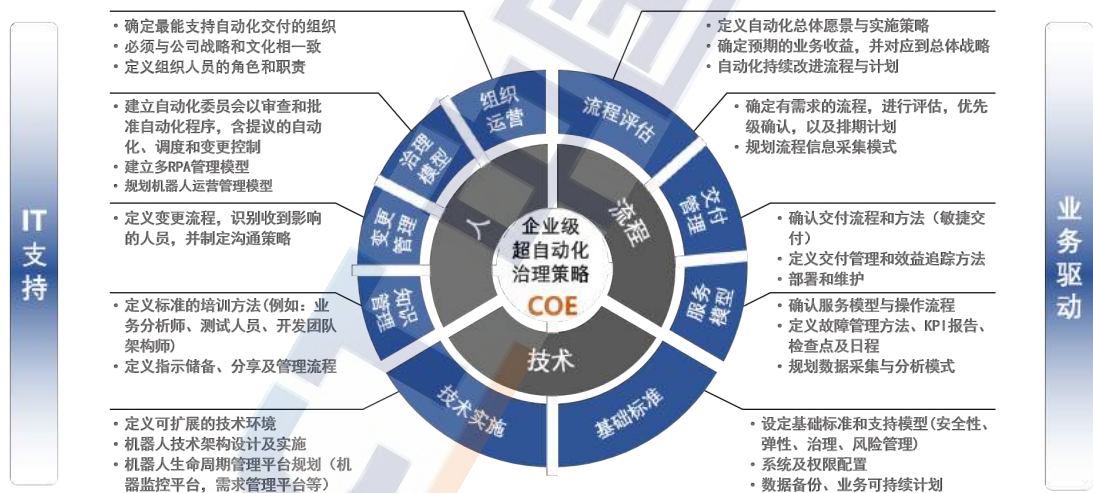 IT
支
持
• 确定最能支持自动化交付的组织
• 必须与公司战略和文化相一致
• 定义组织人员的角色和职责
• 建立自动化委员会以审查和批
准自动化程序，含提议的自动
化、调度和变更控制
• 建立多RPA管理模型
• 规划机器人运营管理模型
• 定义变更流程，识别收到影响
的人员，并制定沟通策略
• 定义标准的培训方法(例如：业
务分析师、测试人员、开发团队
架构师)
• 定义指示储备、分享及管理流程
• 定义可扩展的技术环境
• 机器人技术架构设计及实施
• 机器人生命周期管理平台规划（机
器监控平台，需求管理平台等）
组织
运营
治理
模型
变更
管理
知识
管理
技术实施
流程评估
交付
管理
服务
模型
基础标准
人
流程
技术
企业级
超自动化
治理策略
COE
• 定义自动化总体愿景与实施策略
• 确定预期的业务收益，并对应到总体战略
• 自动化持续改进流程与计划
• 确定有需求的流程，进行评估，优先
级确认，以及排期计划
• 规划流程信息采集模式
• 确认交付流程和方法（敏捷交
付）
• 定义交付管理和效益追踪方法
• 部署和维护
• 确认服务模型与操作流程
• 定义故障管理方法、KPI报告、
检查点及日程
• 规划数据采集与分析模式
• 设定基础标准和支持模型(安全性、
弹性、治理、风险管理)
• 系统及权限配置
• 数据备份、业务可持续计划
业
务
驱
动